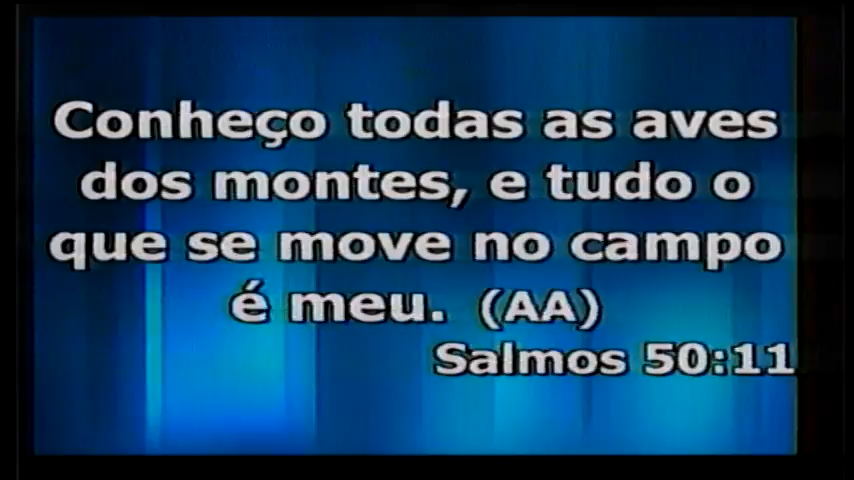 Conheço todas as aves
dos montes, e tudo o
que se move no campo
é meu. (AA)
Salmos 50:11